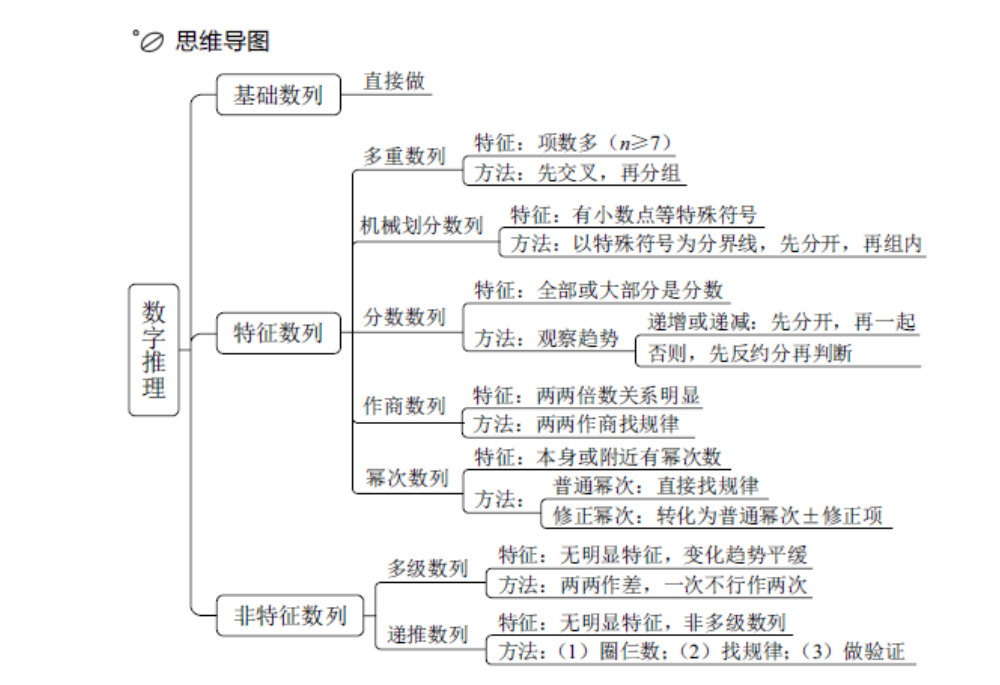 思维导图
基础数列
直接做
数字推理
特征数列
多重数列
特征：项数多（n≥7）
方法：先交叉，再分组
机械划分数列
特征：有小数点等特殊符号
方法：以特殊符号为分界线，先分开，再组内
分数数列
特征：全部或大部分是分数
方法：观察趋势
递增或递减：先分开，再一起
否则，先反约分再判断
作商数列
特征：两两倍数关系明显
方法：两两作商找规律
幂次数列
特征：本身或附近有幂次数
方法：
普通幂次：直接找规律
修正幂次：转化为普通幂次±修正项
非特征数列
多级数列
特征：无明显特征，变化趋势平缓
方法：两两作差，一次不行作两次
递推数列
特征：无明显特征，非多级数列
方法：（1）圈仨数；（2）找规律；（3）做验证